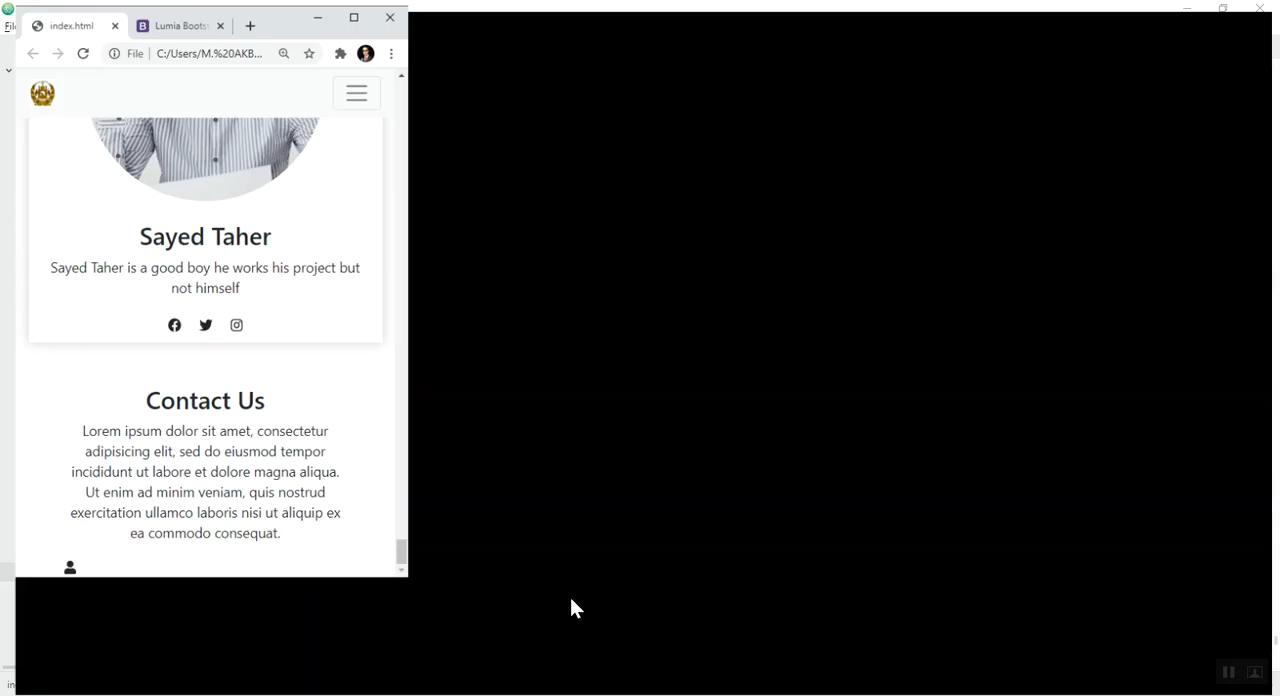 Fil
index.html
Lumia Boots
File
C:/Users/M.%20AKB...
Sayed Taher
Sayed Taher is a good boy he works his project but
not himself
Contact Us
Lorem ipsum dolor sit amet, consectetur
adipisicing elit, sed do eiusmod tempor
incididunt ut labore et dolore magna aliqua.
Ut enim ad minim veniam, quis nostrud
exercitation ullamco laboris nisi ut aliquip ex
ea commodo consequat.
in